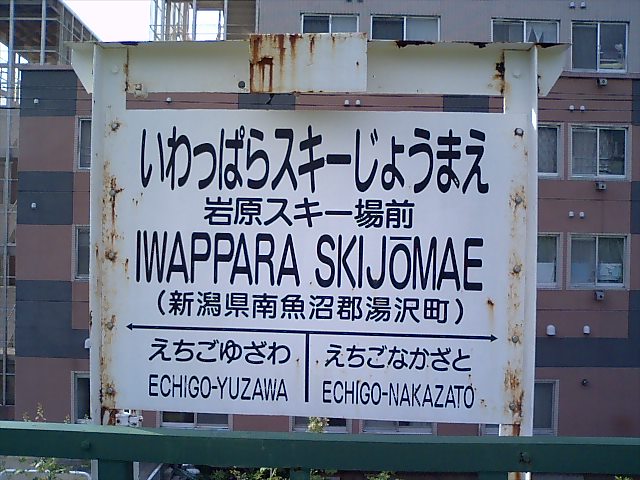 いわっぱらスキーじょうまえ
岩原スキー場前
IWAPPARA SKIJŌMAE
(新潟県南魚沼郡湯沢町)
えちごゆざわ えちごなかざと
ECHIGO-YUZAWA ECHIGO-NAKAZATO